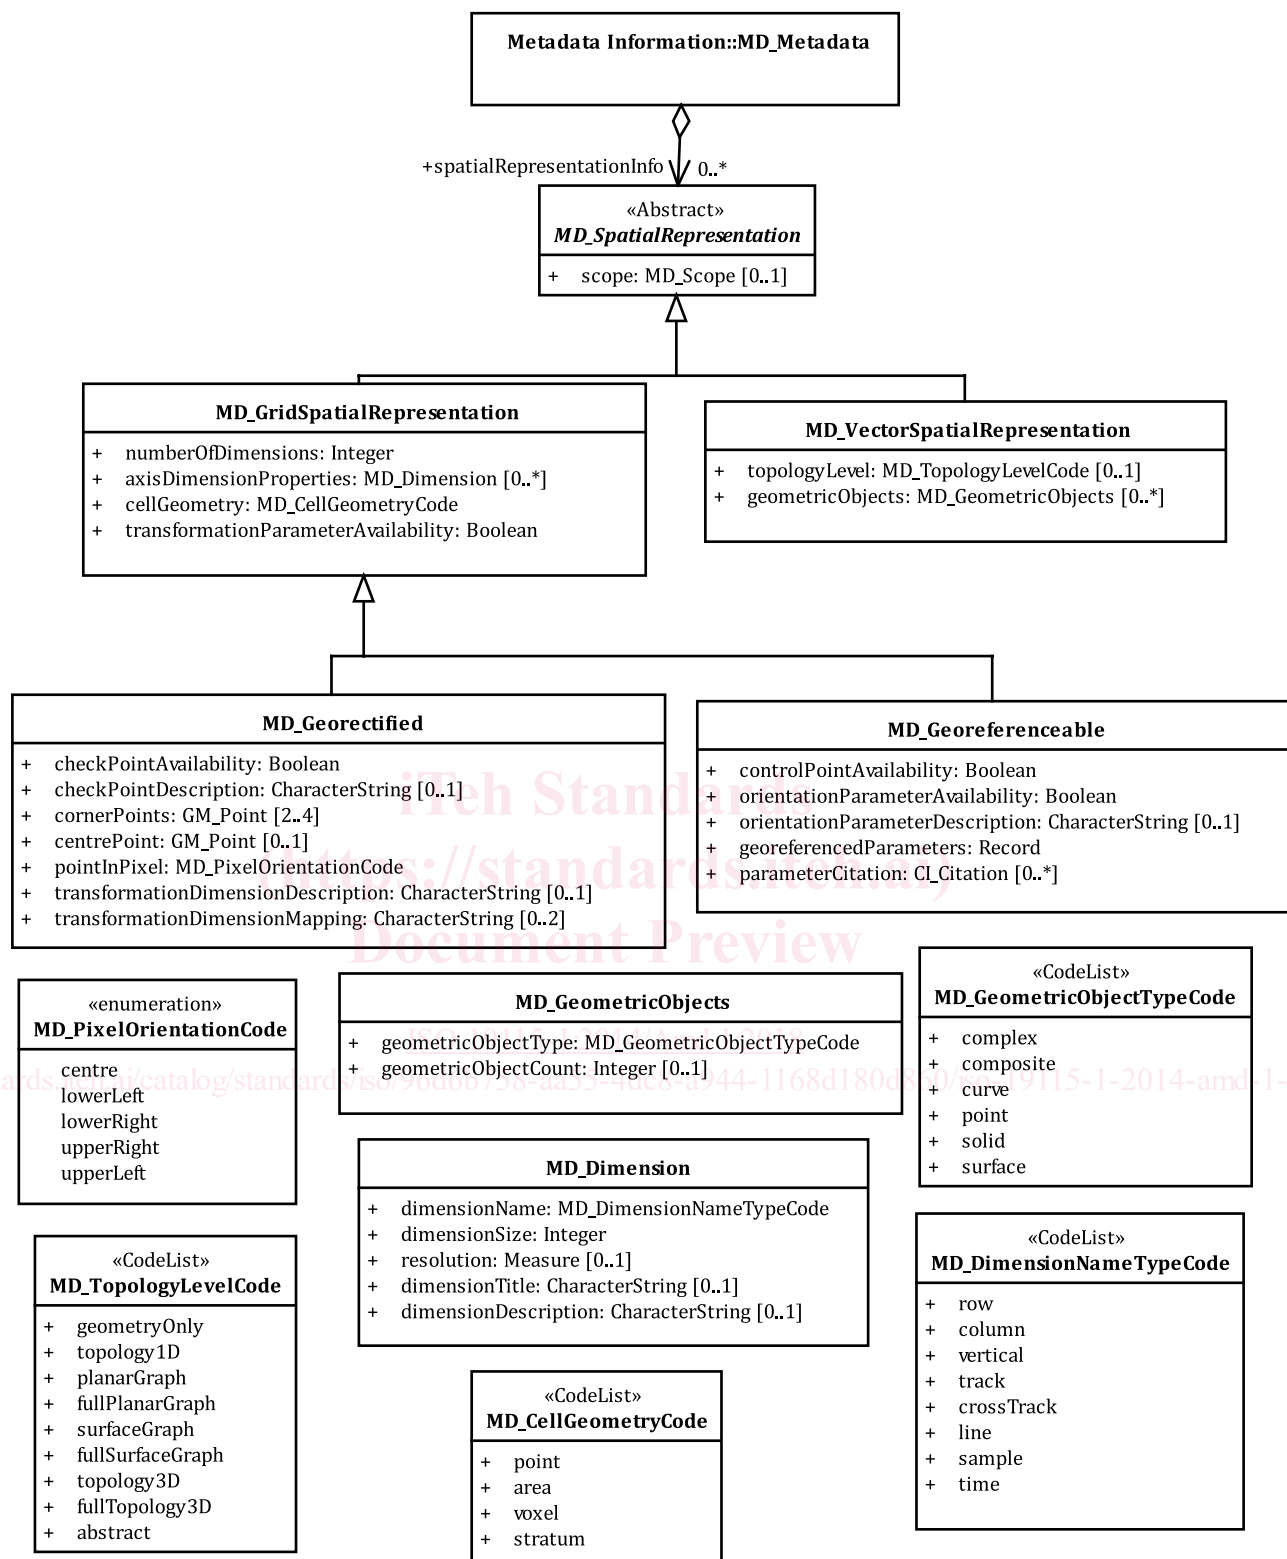 Metadata Information::MD_Metadata
+spatialRepresentationInfo 0..*
«Abstract»
MD_SpatialRepresentation
+ scope: MD_Scope [0..1]
MD_GridSpatialRepresentation
+ numberOfDimensions: Integer
+ axisDimensionProperties: MD_Dimension [0..*]
+ cellGeometry: MD_CellGeometryCode
+ transformationParameterAvailability: Boolean
MD_VectorSpatialRepresentation
+ topologyLevel: MD_TopologyLevelCode [0..1]
+ geometricObjects: MD_GeometricObjects [0..*]
MD_Georectified
+ checkPointAvailability: Boolean
+ checkPointDescription: CharacterString [0..1]
+ cornerPoints: GM_Point [2..4]
+ centrePoint: GM_Point [0..1]
+ pointInPixel: MD_PixelOrientationCode
+ transformationDimensionDescription: CharacterString [0..1]
+ transformationDimensionMapping: CharacterString [0..2]
MD_Georeferenceable
+ controlPointAvailability: Boolean
+ orientationParameterAvailability: Boolean
+ orientationParameterDescription: CharacterString [0..1]
+ georeferencedParameters: Record
+ parameterCitation: CI_Citation [0..*]
iTeh Standards
(https://standards.iteh.ai)
Document Preview
«enumeration»
MD_PixelOrientationCode
centre
lowerLeft
lowerRight
upperRight
upperLeft
MD_GeometricObjects
+ geometricObjectType: MD_GeometricObjectTypeCode
+ geometricObjectCount: Integer [0..1]
«CodeList»
MD_GeometricObjectTypeCode
+ complex
+ composite
+ curve
+ point
+ solid
+ surface
MD_Dimension
+ dimensionName: MD_DimensionNameTypeCode
+ dimensionSize: Integer
+ resolution: Measure [0..1]
+ dimensionTitle: CharacterString [0..1]
+ dimensionDescription: CharacterString [0..1]
«CodeList»
MD_TopologyLevelCode
+ geometryOnly
+ topology1D
+ planarGraph
+ fullPlanarGraph
+ surfaceGraph
+ fullSurfaceGraph
+ topology3D
+ fullTopology3D
+ abstract
«CodeList»
MD_CellGeometryCode
+ point
+ area
+ voxel
+ stratum
«CodeList»
MD_DimensionNameTypeCode
+ row
+ column
+ vertical
+ track
+ crossTrack
+ line
+ sample
+ time